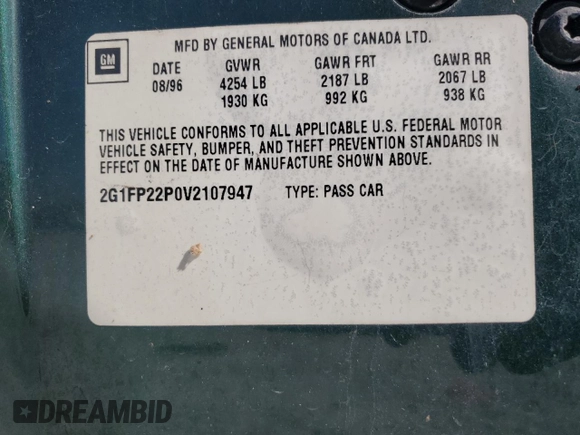 GM
MFD BY GENERAL MOTORS OF CANADA LTD.
DATE GVWR GAWR FRT GAWR RR
08/96 4254 LB 2187 LB 2067 LB
1930 KG 992 KG 938 KG
THIS VEHICLE CONFORMS TO ALL APPLICABLE U.S. FEDERAL MOTOR
VEHICLE SAFETY, BUMPER, AND THEFT PREVENTION STANDARDS IN
EFFECT ON THE DATE OF MANUFACTURE SHOWN ABOVE.
2G1FP22P0V2107947 TYPE: PASS CAR
DREAMBID